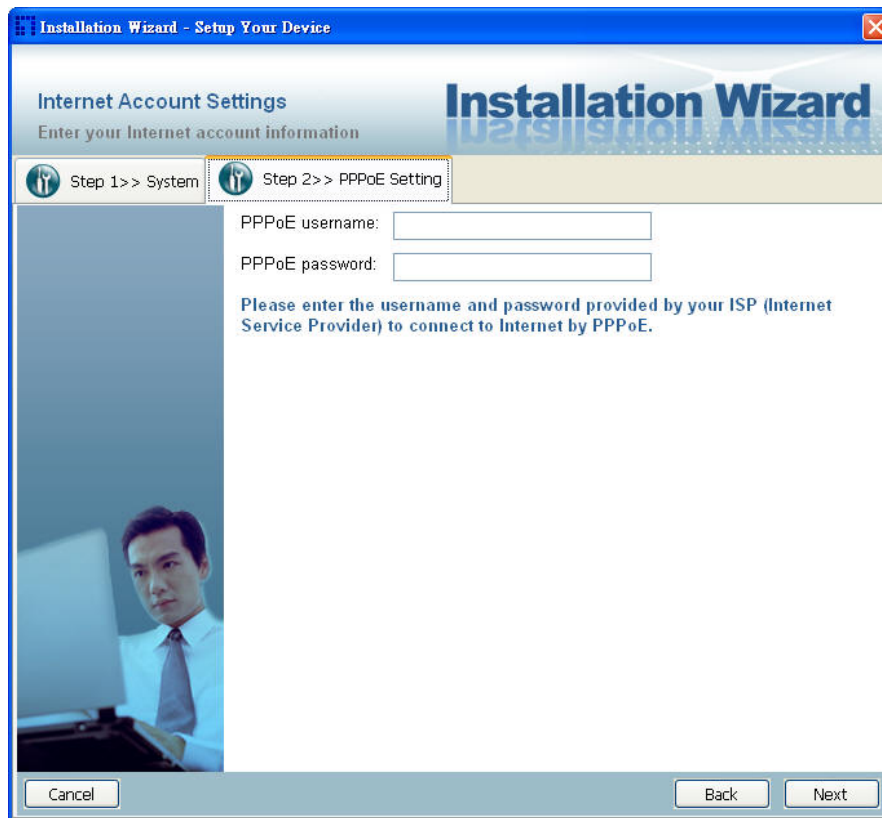 Installation Wizard - Setup Your Device
Internet Account Settings
Enter your Internet account information
Installation Wizard
Step 1>> System
Step 2>> PPPoE Setting
PPPoE username:
PPPoE password:
Please enter the username and password provided by your ISP (Internet
Service Provider) to connect to Internet by PPPoE.
Cancel
Back
Next